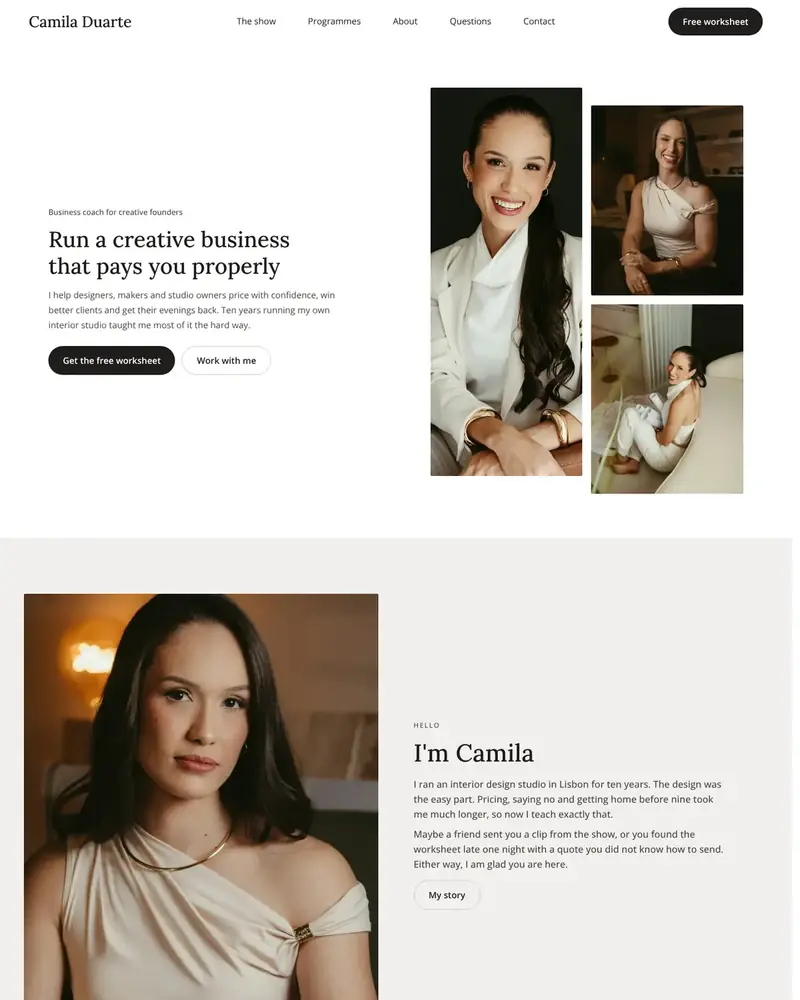 Camila Duarte
The show
Programmes
About
Questions
Contact
Free worksheet
Business coach for creative founders
Run a creative business
that pays you properly
I help designers, makers and studio owners price with confidence, win
better clients and get their evenings back. Ten years running my own
interior studio taught me most of it the hard way.
Get the free worksheet
Work with me
HELLO
I'm Camila
I ran an interior design studio in Lisbon for ten years. The design was
the easy part. Pricing, saying no and getting home before nine took
me much longer, so now I teach exactly that.
Maybe a friend sent you a clip from the show, or you found the
worksheet late one night with a quote you did not know how to send.
Either way, I am glad you are here.
My story